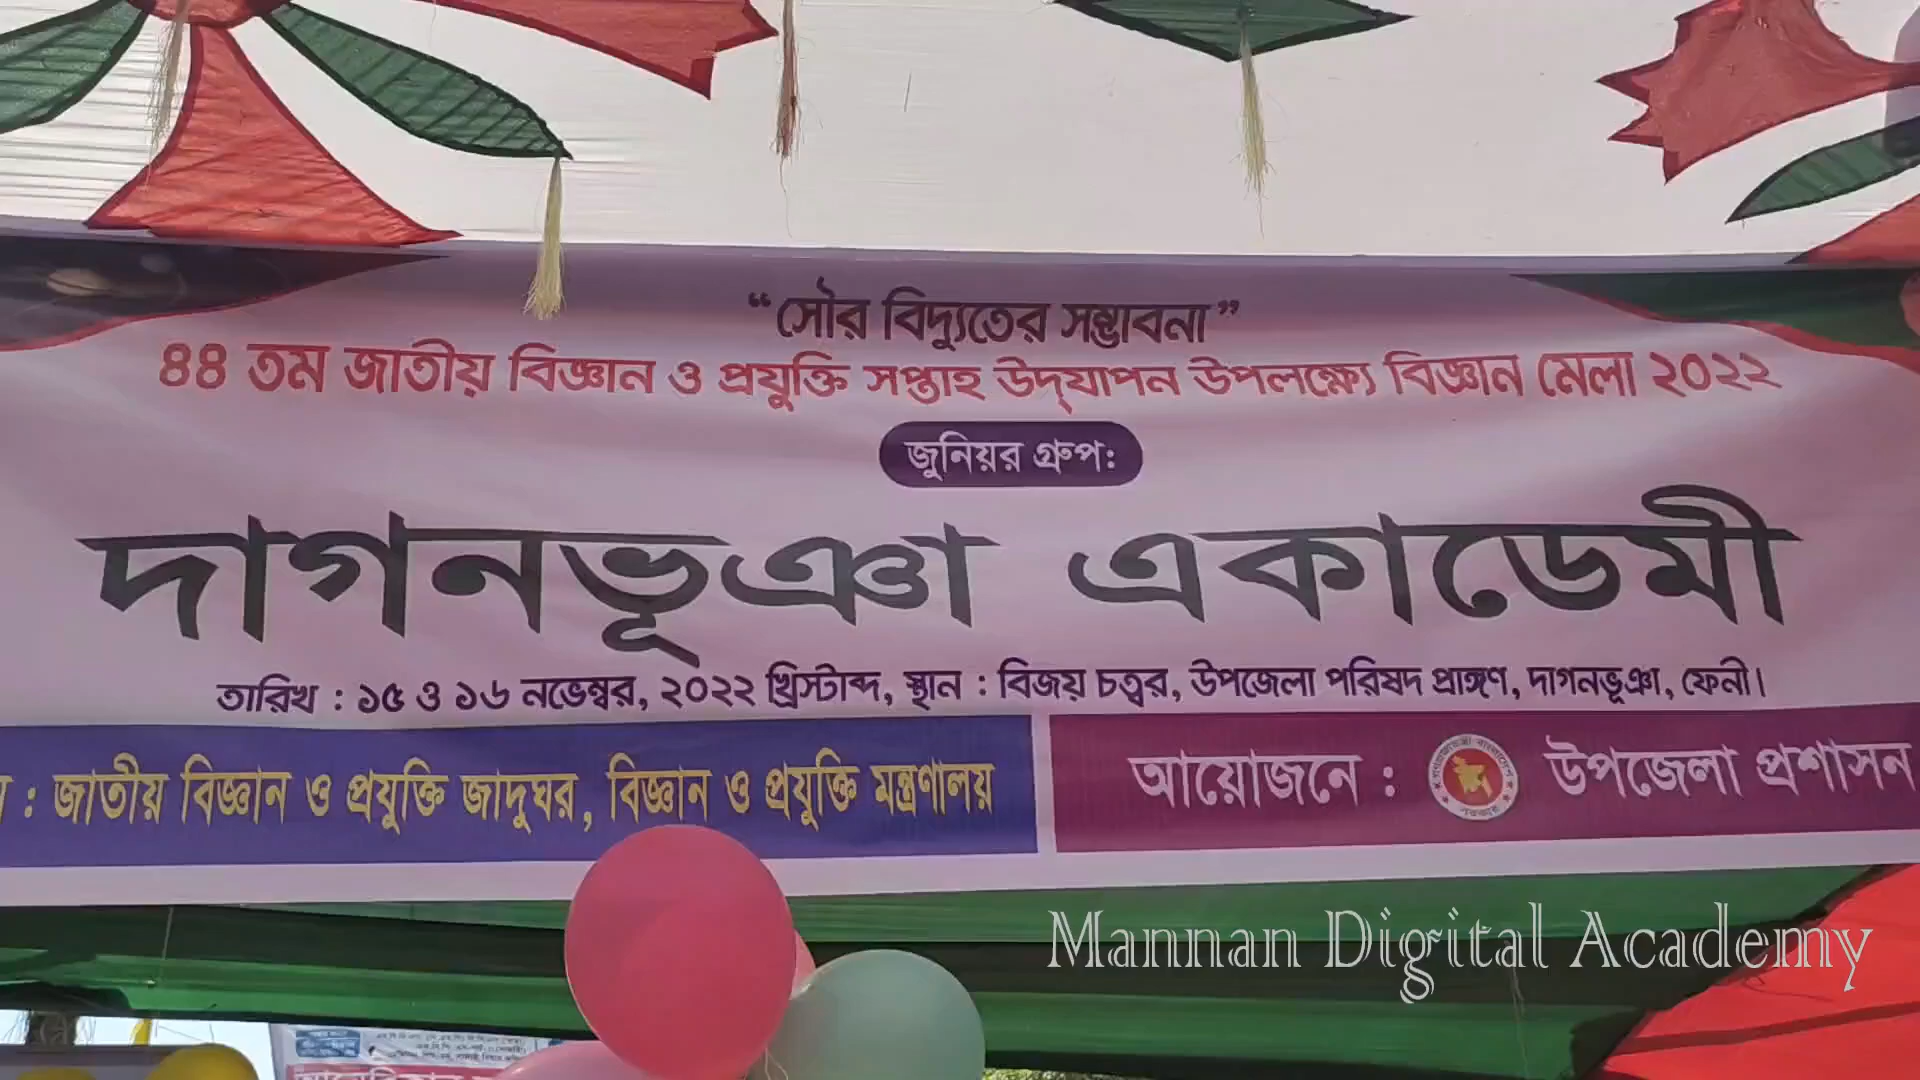 “সৌর বিদ্যুতের সম্ভাবনা”
৪৪ তম জাতীয় বিজ্ঞান ও প্রযুক্তি সপ্তাহ উদ্‌যাপন উপলক্ষ্যে বিজ্ঞান মেলা ২০২২
জুনিয়র গ্রুপ:
দাগনভূঞা একাডেমী
তারিখ : ১৫ ও ১৬ নভেম্বর, ২০২২ খ্রিস্টাব্দ, স্থান : বিজয় চত্বর, উপজেলা পরিষদ প্রাঙ্গণ, দাগনভূঞা, ফেনী।
: জাতীয় বিজ্ঞান ও প্রযুক্তি জাদুঘর, বিজ্ঞান ও প্রযুক্তি মন্ত্রণালয়
আয়োজনে : উপজেলা প্রশাসন
Mannan Digital Academy